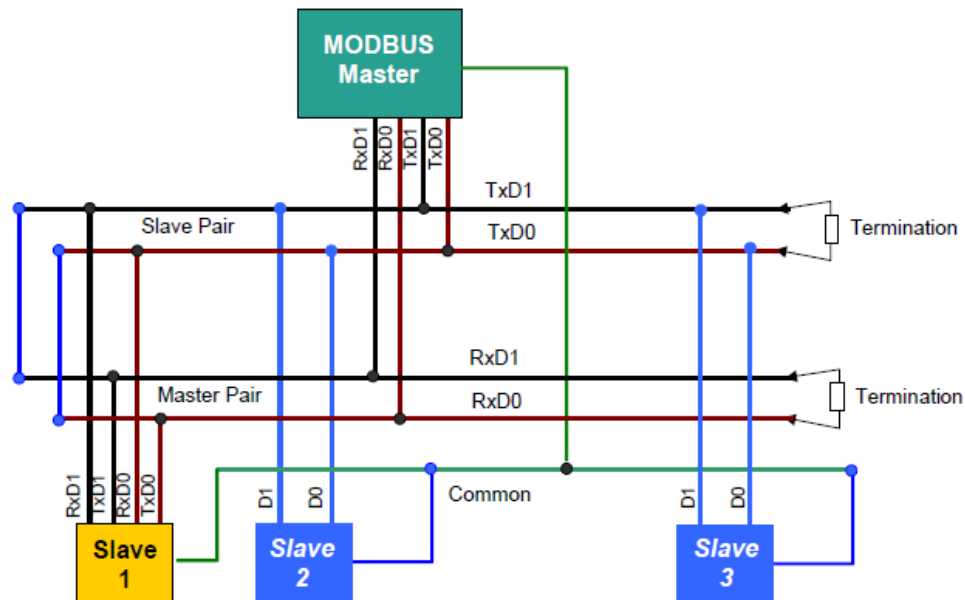 MODBUS
Master
RxD1
RxD0
TxD1
TxD0
TxD1
Slave Pair
TxD0
Termination
RxD1
Master Pair
RxD0
Termination
RxD1
TxD1
RxD0
TxD0
D1
D0
Common
D1
D0
Slave
1
Slave
2
Slave
3